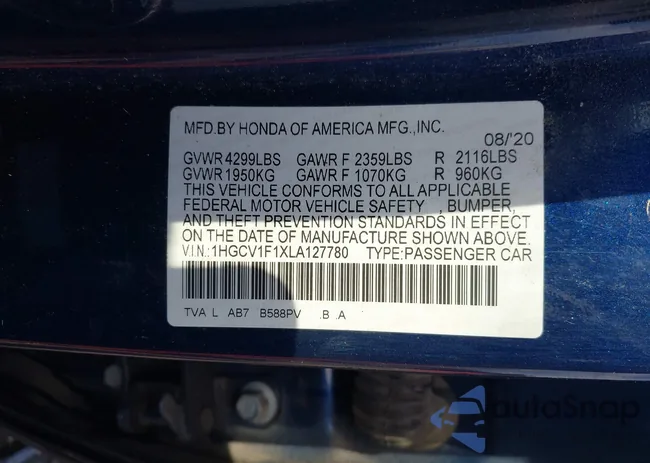 MFD.BY HONDA OF AMERICA MFG.,INC.
08/'20
GVWR 4299LBS GAWR F 2359LBS R 2116LBS
GVWR 1950KG GAWR F 1070KG R 960KG
THIS VEHICLE CONFORMS TO ALL APPLICABLE
FEDERAL MOTOR VEHICLE SAFETY , BUMPER,
AND THEFT PREVENTION STANDARDS IN EFFECT
ON THE DATE OF MANUFACTURE SHOWN ABOVE.
V.I.N.:1HGCV1F1XLA127780 TYPE:PASSENGER CAR
TVA L AB7 B588PV .B .A
autoSnap